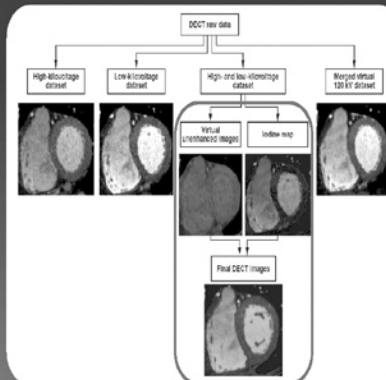 DECT raw data
High-kilovoltage
dataset
Low-kilovoltage
dataset
High- and low-kilovoltage
dataset
Merged virtual
120 kV dataset
Virtual
unenhanced images
Iodine map
Final DECT images